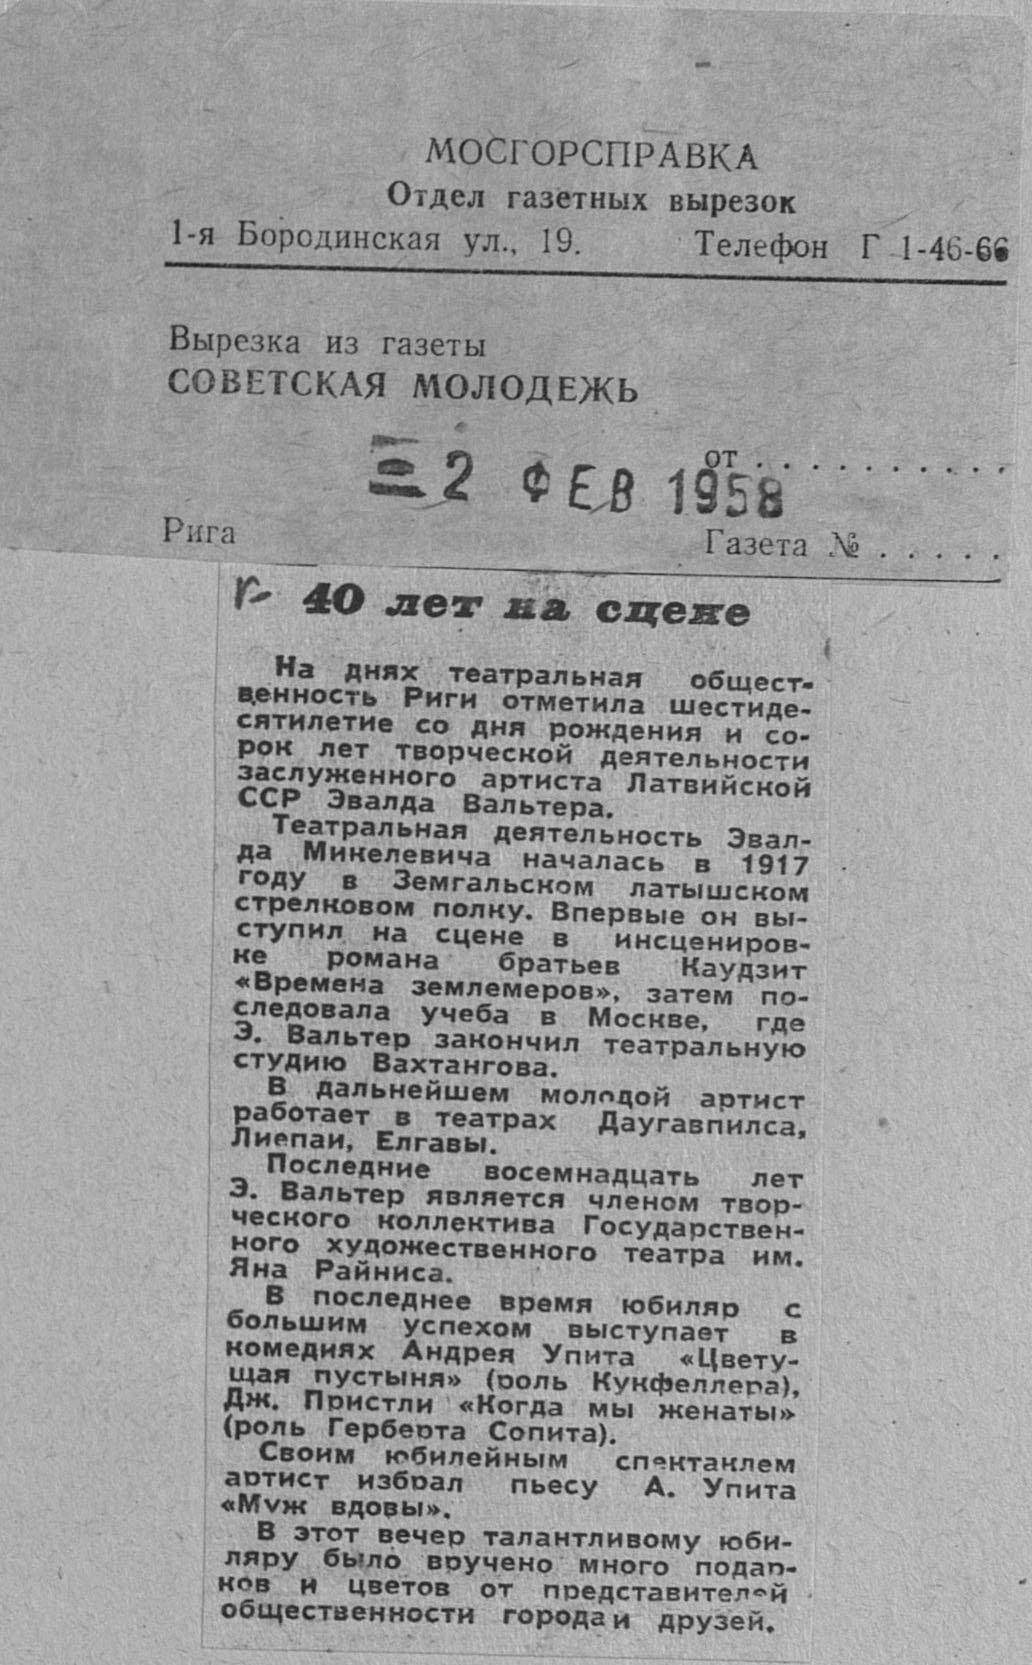 МОСГОРСПРАВКА
Отдел газетных вырезок
1-я Бородинская ул., 19. Телефон Г 1-46-66
Вырезка из газеты
СОВЕТСКАЯ МОЛОДЕЖЬ
от . . . . . . . . . . .
2 ФЕВ 1958
Рига Газета № . . . . .
40 лет на сцене
На днях театральная общест-
венность Риги отметила шестиде-
сятилетие со дня рождения и со-
рок лет творческой деятельности
заслуженного артиста Латвийской
ССР Эвалда Вальтера.
Театральная деятельность Эвал-
да Микелевича началась в 1917
году в Земгальском латышском
стрелковом полку. Впервые он вы-
ступил на сцене в инсцениров-
ке романа братьев Каудзит
«Времена землемеров», затем по-
следовала учеба в Москве, где
Э. Вальтер закончил театральную
студию Вахтангова.
В дальнейшем молодой артист
работает в театрах Даугавпилса,
Лиепаи, Елгавы.
Последние восемнадцать лет
Э. Вальтер является членом твор-
ческого коллектива Государствен-
ного художественного театра им.
Яна Райниса.
В последнее время юбиляр с
большим успехом выступает в
комедиях Андрея Упита «Цвету-
щая пустыня» (роль Кукфеллера),
Дж. Пристли «Когда мы женаты»
(роль Герберта Сопита).
Своим юбилейным спектаклем
артист избрал пьесу А. Упита
«Муж вдовы».
В этот вечер талантливому юби-
ляру было вручено много подар-
ков и цветов от представителей
общественности города и друзей.